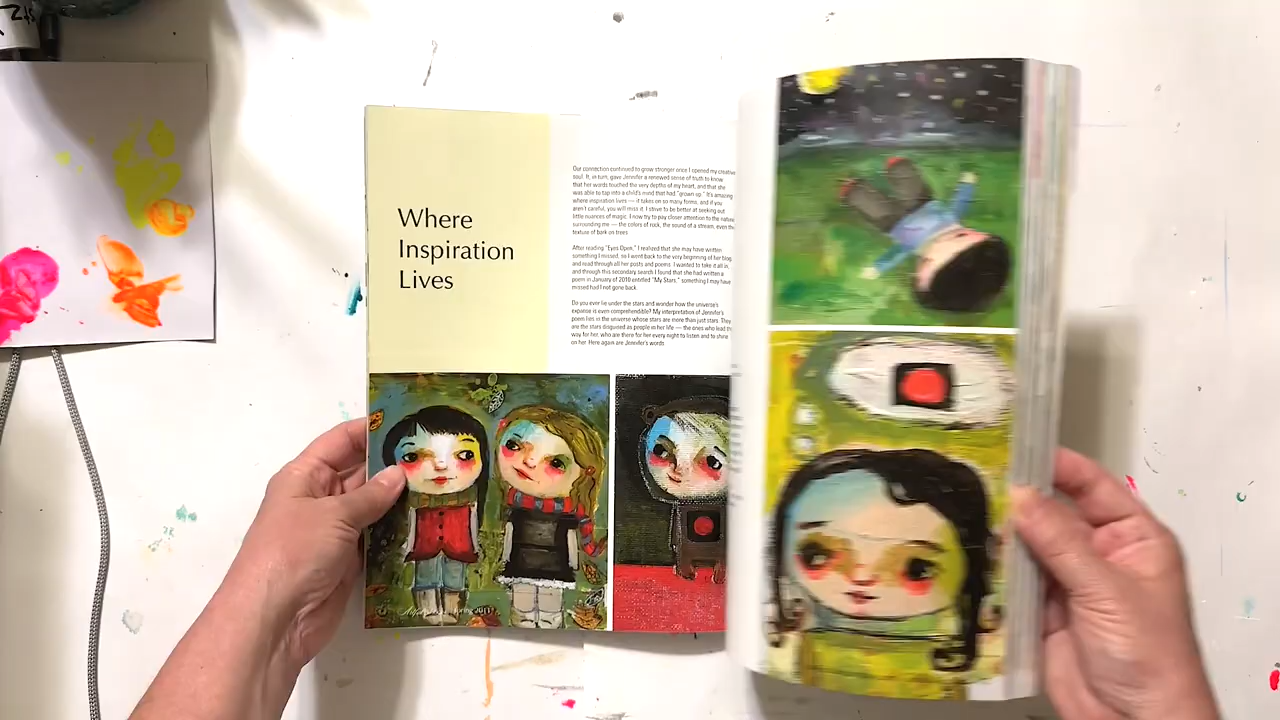 Where
Inspiration
Lives
Our connection continued to grow stronger once I opened my creative
soul. It, in turn, gave Jennifer a renewed sense of truth to know
that her words touched the very depths of my heart, and that she
was able to tap into a child's mind that had "grown up." It's amazing
where inspiration lives — it takes on so many forms, and if you
aren't careful, you will miss it. I strive to be better at seeking out
little nuances of magic. I now try to pay closer attention to the nature
surrounding me — the colors of rock, the sound of a stream, even the
texture of bark on trees.
After reading "Eyes Open," I realized that she may have written
something I missed, so I went back to the very beginning of her blog
and read through all her posts and poems. I wanted to take it all in,
and through this secondary search I found that she had written a
poem in January of 2010 entitled "My Stars," something I may have
missed had I not gone back.
Do you ever lie under the stars and wonder how the universe's
expanse is even comprehensible? My interpretation of Jennifer's
poem lies in the universe whose stars are more than just stars. They
are the stars disguised as people in her life — the ones who lead the
way for her, who are there for her every night to listen and to shine
on her. Here again are Jennifer's words
spring 2011